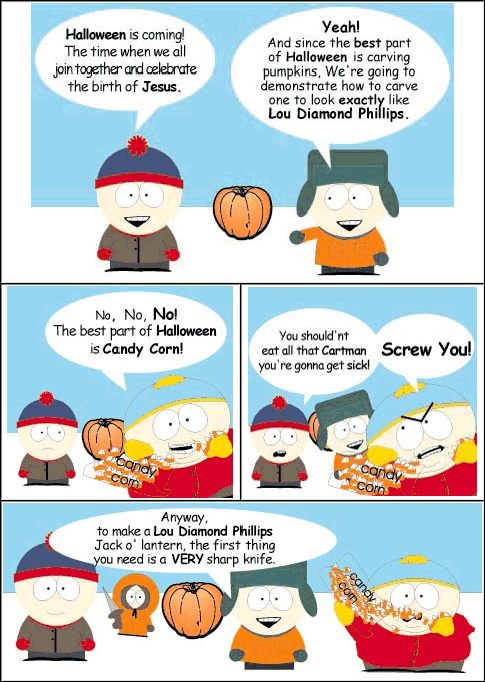 Halloween is coming!
The time when we all
join together and celebrate
the birth of Jesus.
Yeah!
And since the best part
of Halloween is carving
pumpkins, We're going to
demonstrate how to carve
one to look exactly like
Lou Diamond Phillips.
No, No, No!
The best part of Halloween
is Candy Corn!
candy
corn
You should'nt
eat all that Cartman
you're gonna get sick!
Screw You!
candy
corn
Anyway,
to make a Lou Diamond Phillips
Jack o' lantern, the first thing
you need is a VERY sharp knife.
candy
corn